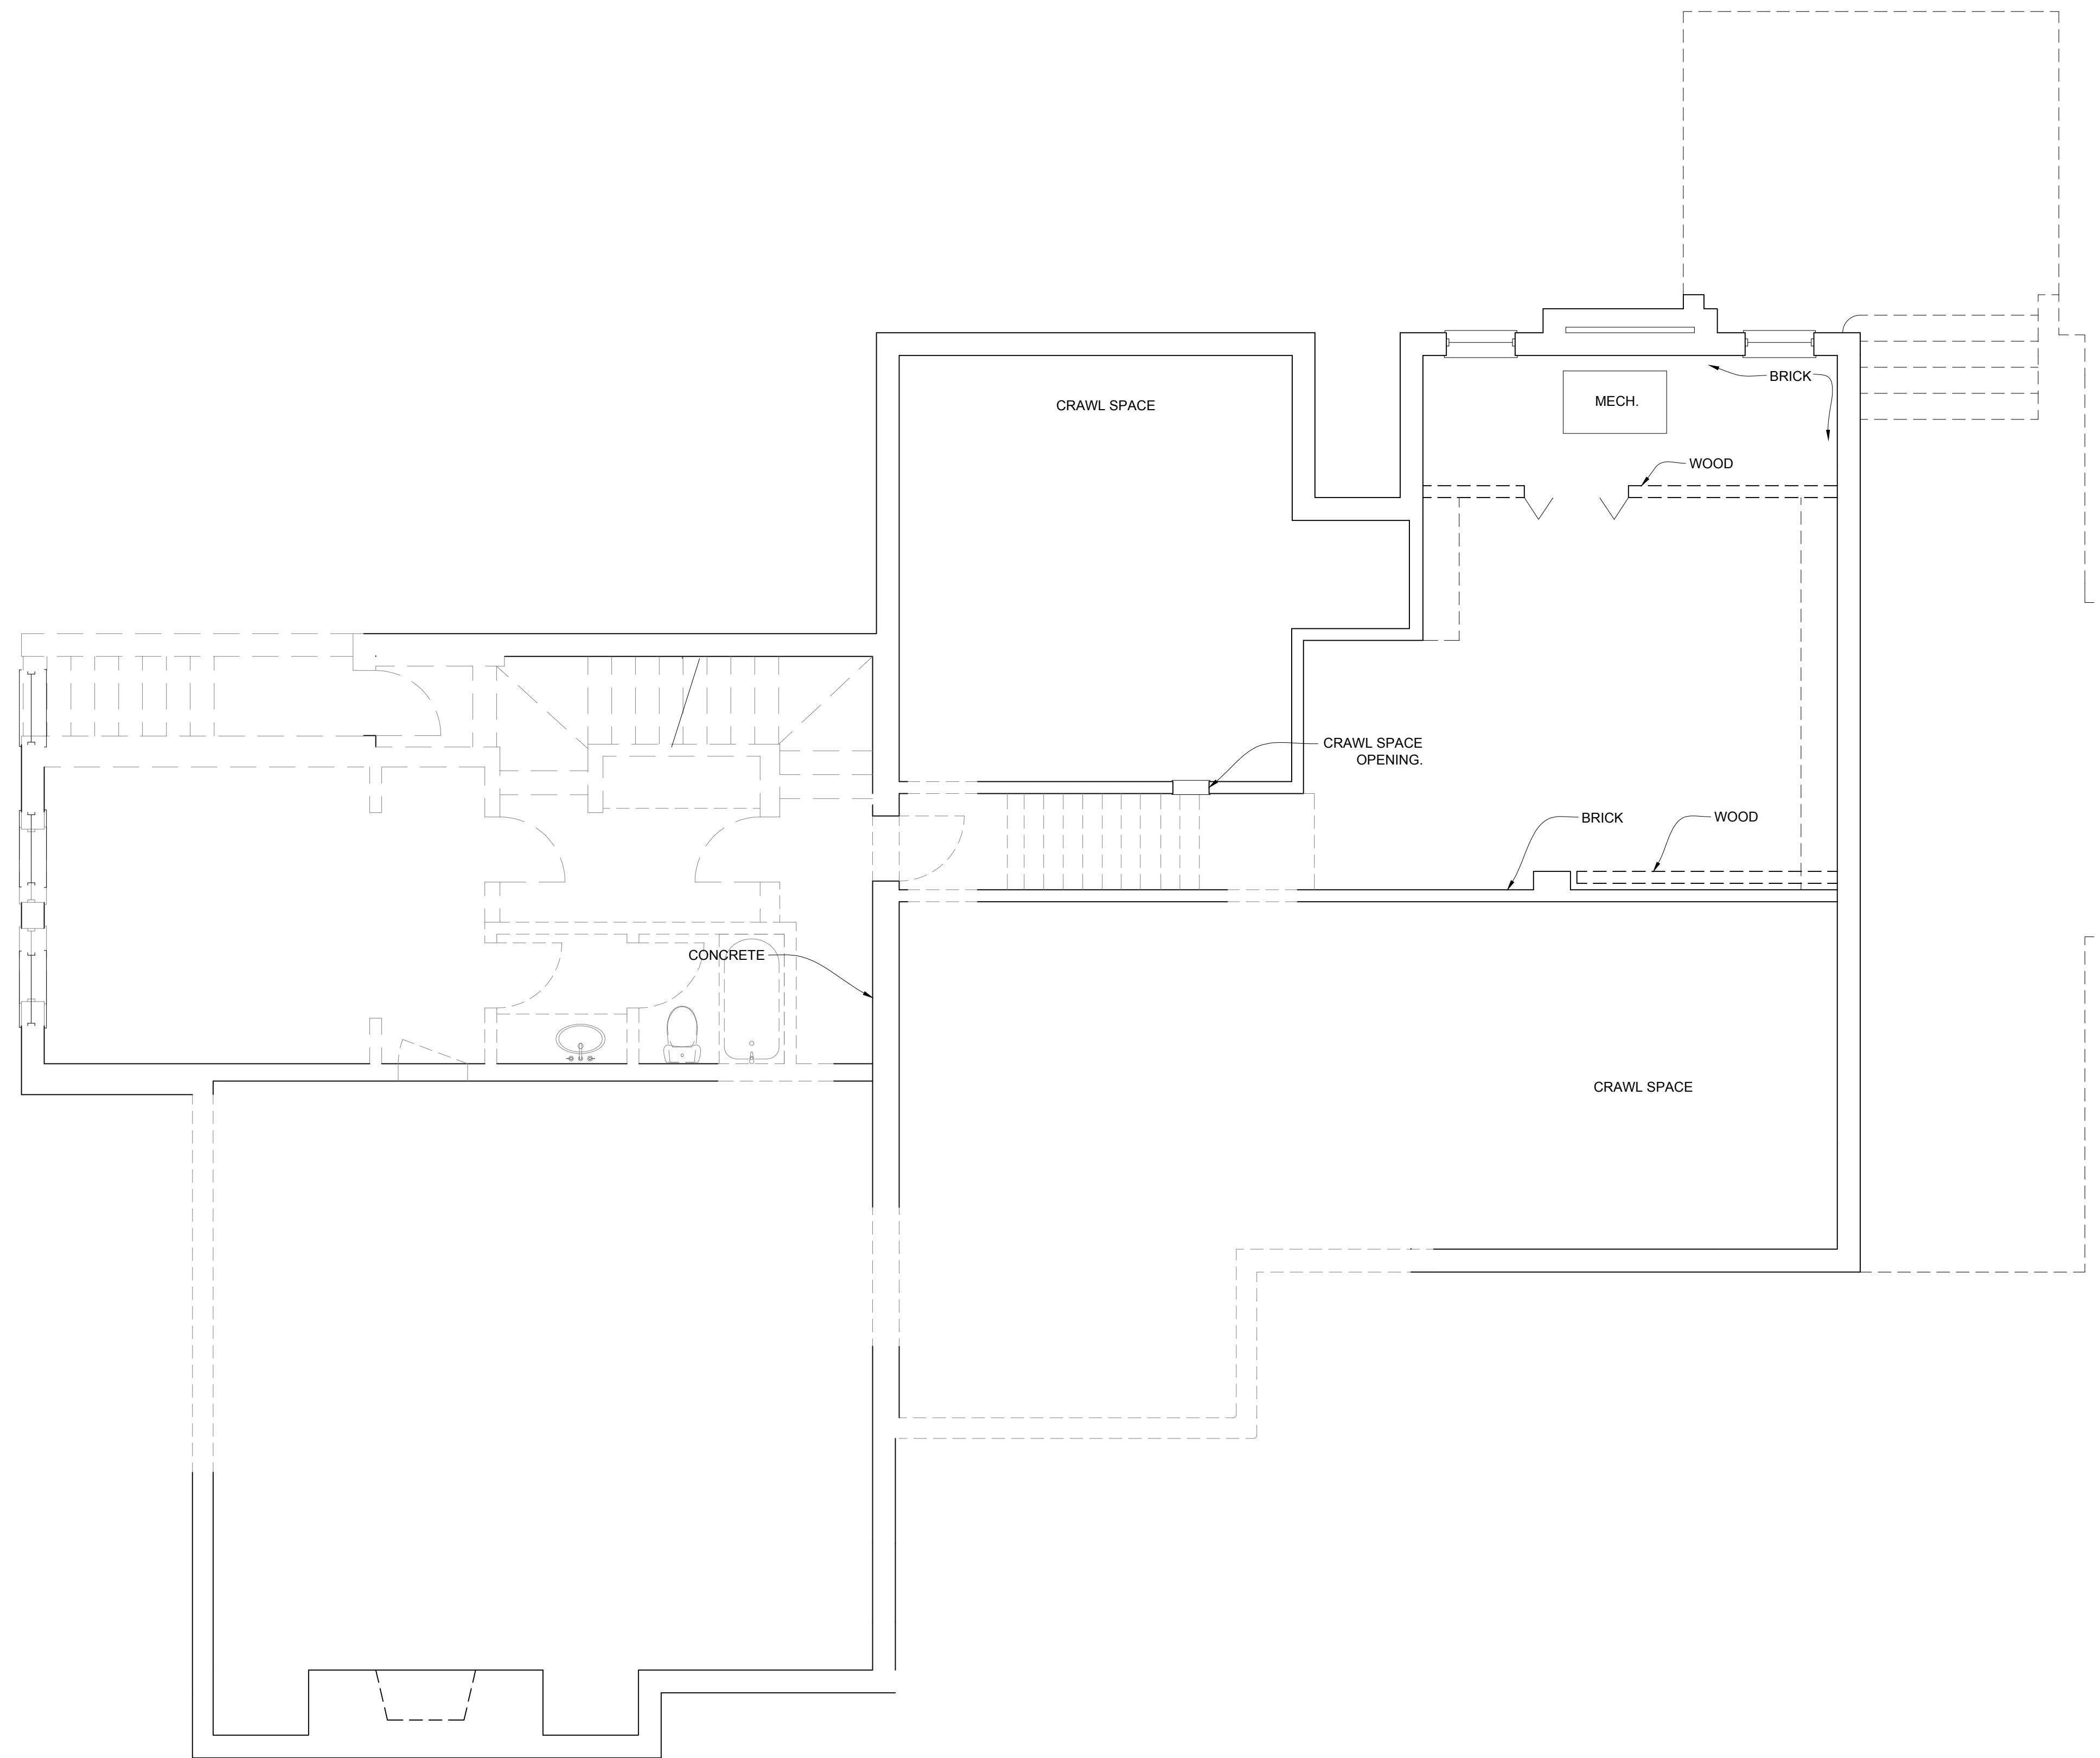 BRICK
MECH.
CRAWL SPACE
WOOD
CRAWL SPACE
OPENING.
BRICK
WOOD
CONCRETE
CRAWL SPACE